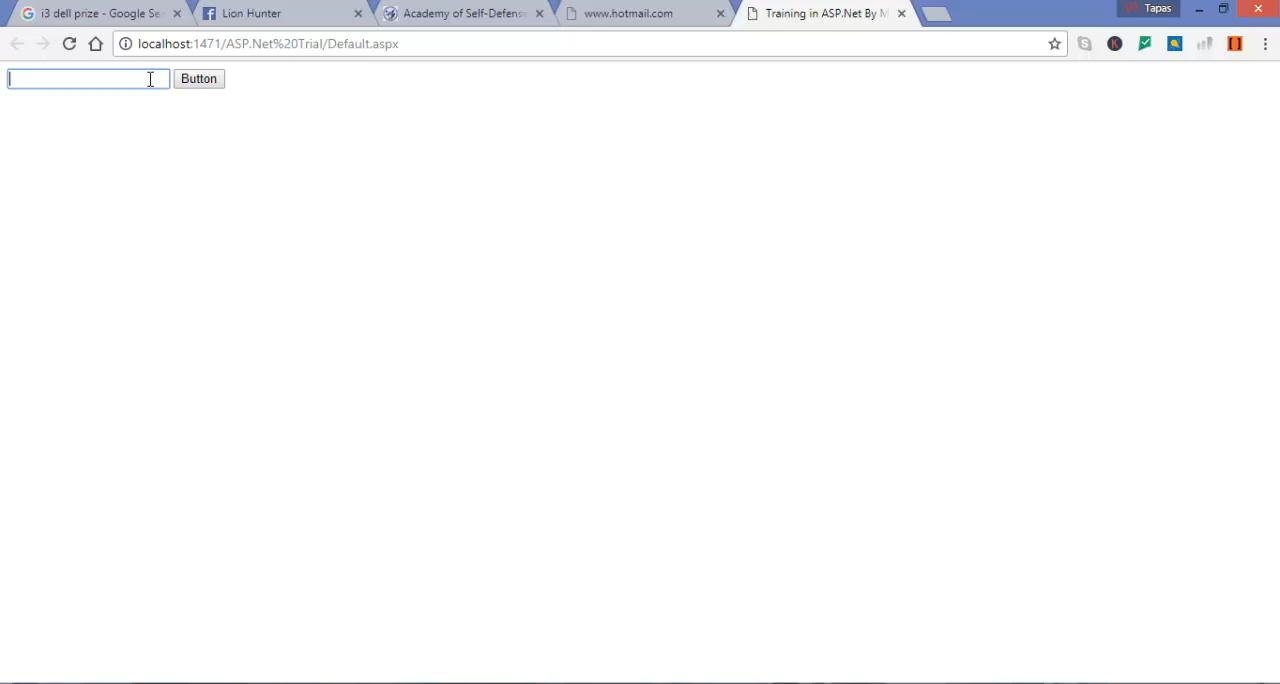 i3 dell prize - Google Se
Lion Hunter
Academy of Self-Defens
www.hotmail.com
Training in ASP.Net By M
Tapas
localhost:1471/ASP.Net%20Trial/Default.aspx
K
Button